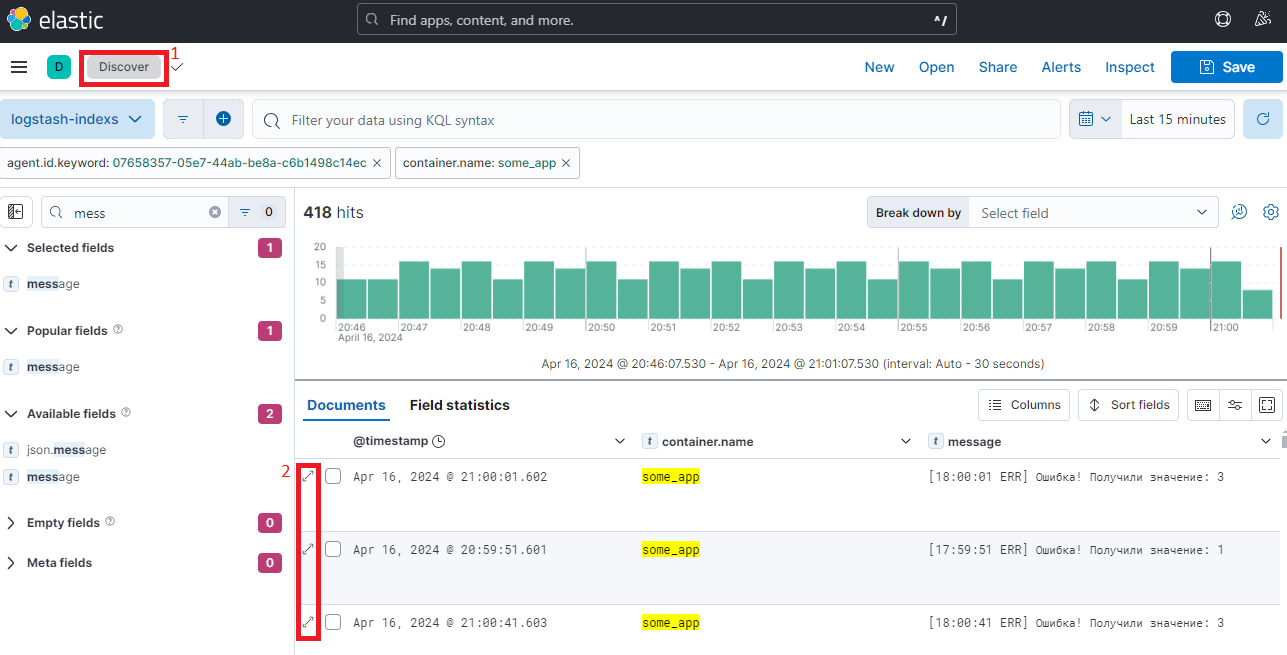 elastic
Find apps, content, and more.
^/
D
Discover
1
New
Open
Share
Alerts
Inspect
Save
logstash-indexs
Filter your data using KQL syntax
Last 15 minutes
agent.id.keyword: 07658357-05e7-44ab-be8a-c6b1498c14ec ×
container.name: some_app ×
mess
0
Selected fields
1
t message
Popular fields
1
t message
Available fields
2
t json.message
t message
Empty fields
0
Meta fields
0
418 hits
Break down by
Select field
20
15
10
5
0
20:46
20:47
20:48
20:49
20:50
20:51
20:52
20:53
20:54
20:55
20:56
20:57
20:58
20:59
21:00
April 16, 2024
Apr 16, 2024 @ 20:46:07.530 - Apr 16, 2024 @ 21:01:07.530 (interval: Auto - 30 seconds)
Documents
Field statistics
Columns
Sort fields
@timestamp
t container.name
t message
2
Apr 16, 2024 @ 21:00:01.602
some_app
[18:00:01 ERR] Ошибка! Получили значение: 3
Apr 16, 2024 @ 20:59:51.601
some_app
[17:59:51 ERR] Ошибка! Получили значение: 1
Apr 16, 2024 @ 21:00:41.603
some_app
[18:00:41 ERR] Ошибка! Получили значение: 3